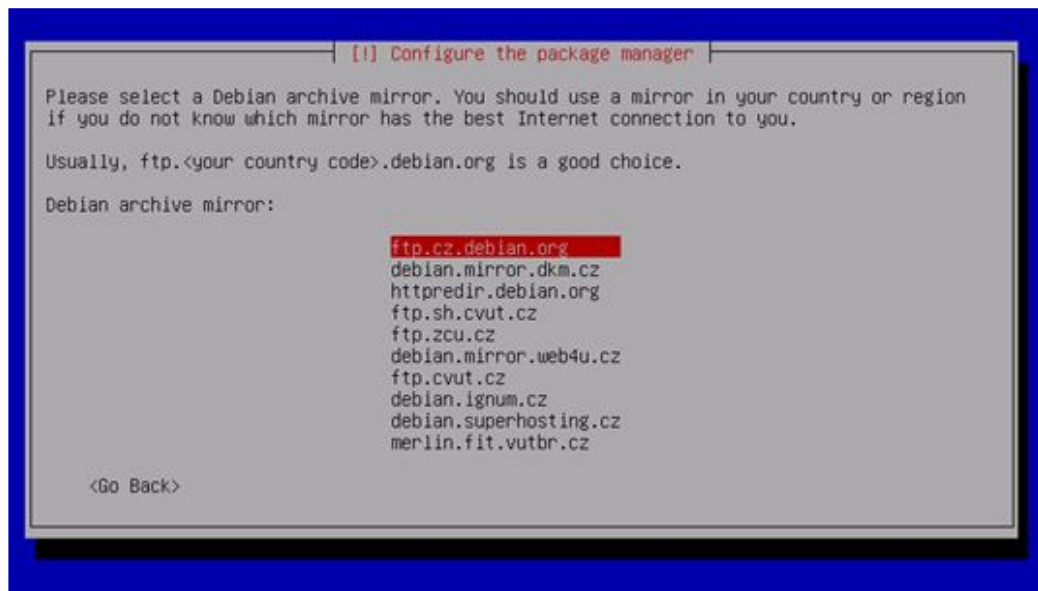 [!] Configure the package manager
Please select a Debian archive mirror. You should use a mirror in your country or region
if you do not know which mirror has the best Internet connection to you.
Usually, ftp.<your country code>.debian.org is a good choice.
Debian archive mirror:
ftp.cz.debian.org
debian.mirror.dkm.cz
httpredir.debian.org
ftp.sh.cvut.cz
ftp.zcu.cz
debian.mirror.web4u.cz
ftp.cvut.cz
debian.ignum.cz
debian.superhosting.cz
merlin.fit.vutbr.cz
<Go Back>